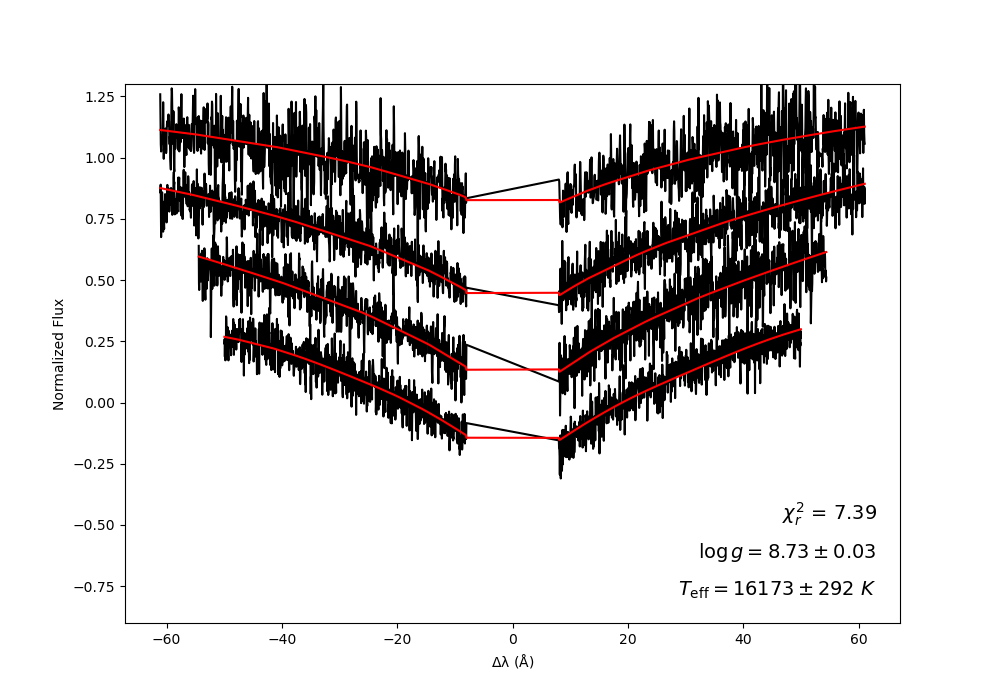 1.25
1.00
0.75
0.50
0.25
0.00
−0.25
−0.50
−0.75
Normalized Flux
χ²ᵣ = 7.39
log g = 8.73 ± 0.03
T_eff = 16173 ± 292 K
−60 −40 −20 0 20 40 60
Δλ (Å)